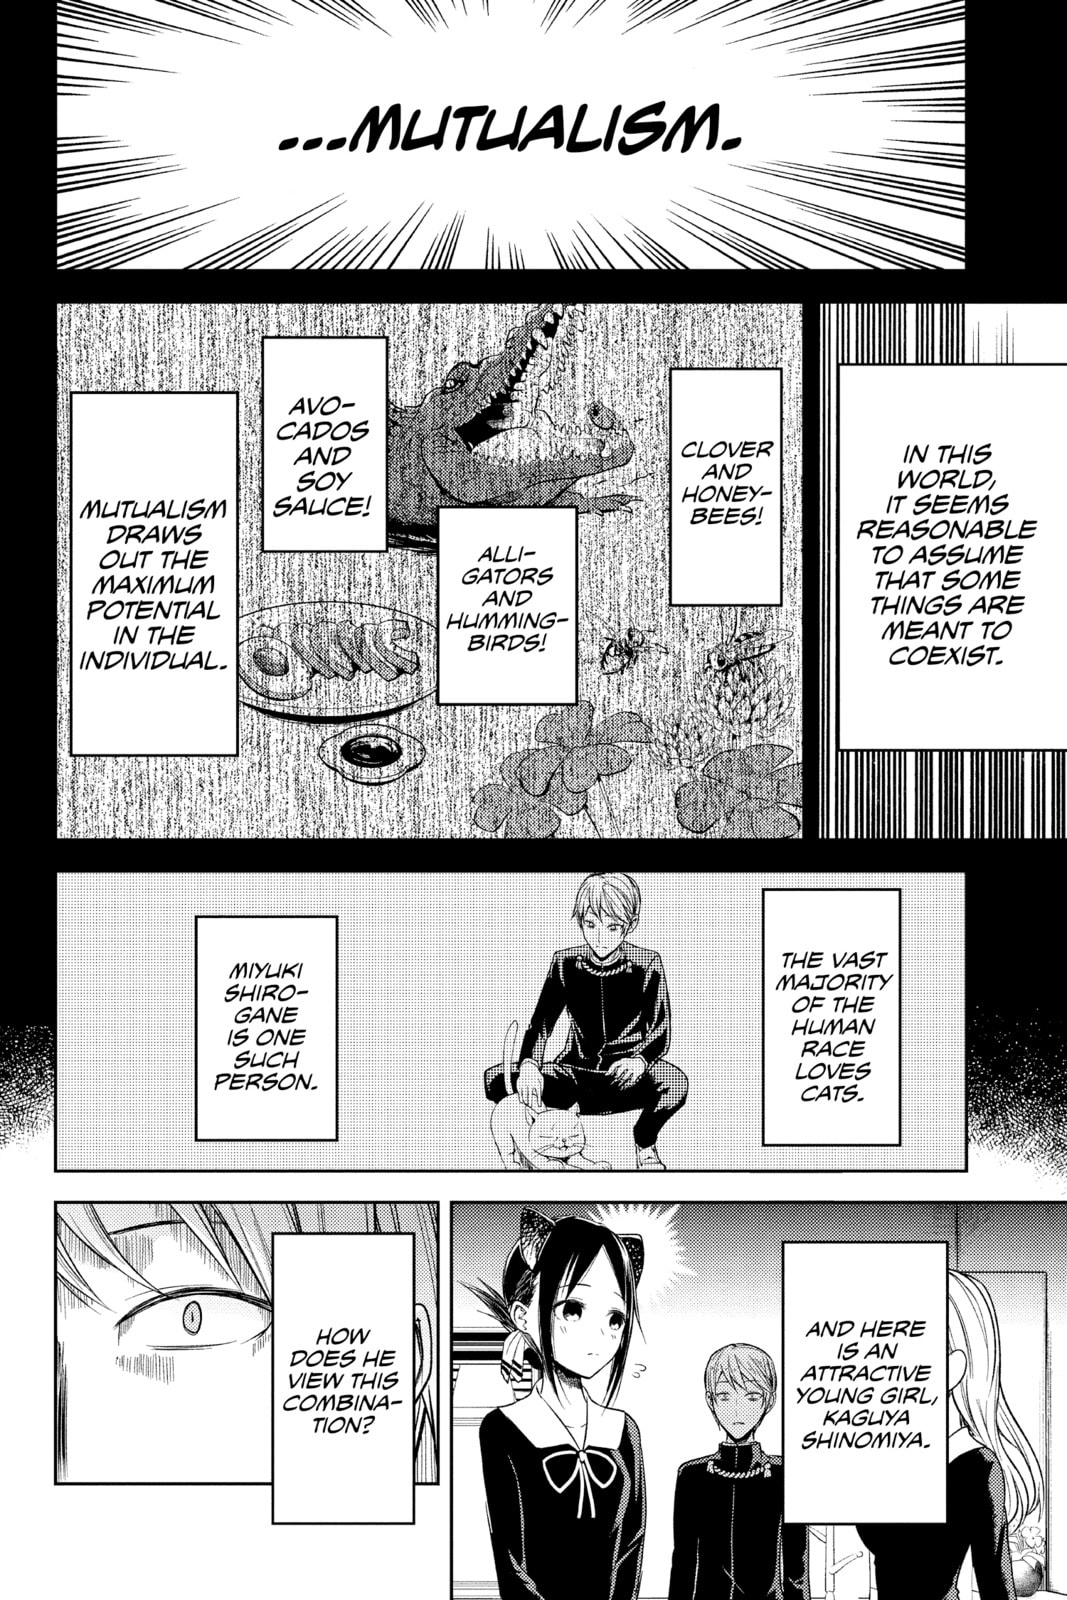 ...MUTUALISM.
IN THIS
WORLD,
IT SEEMS
REASONABLE
TO ASSUME
THAT SOME
THINGS ARE
MEANT TO
COEXIST.
CLOVER
AND
HONEY-
BEES!
ALLI-
GATORS
AND
HUMMING-
BIRDS!
AVO-
CADOS
AND
SOY
SAUCE!
MUTUALISM
DRAWS
OUT THE
MAXIMUM
POTENTIAL
IN THE
INDIVIDUAL.
THE VAST
MAJORITY
OF THE
HUMAN
RACE
LOVES
CATS.
MIYUKI
SHIRO-
GANE
IS ONE
SUCH
PERSON.
AND HERE
IS AN
ATTRACTIVE
YOUNG GIRL,
KAGUYA
SHINOMIYA.
HOW
DOES HE
VIEW THIS
COMBINA-
TION?